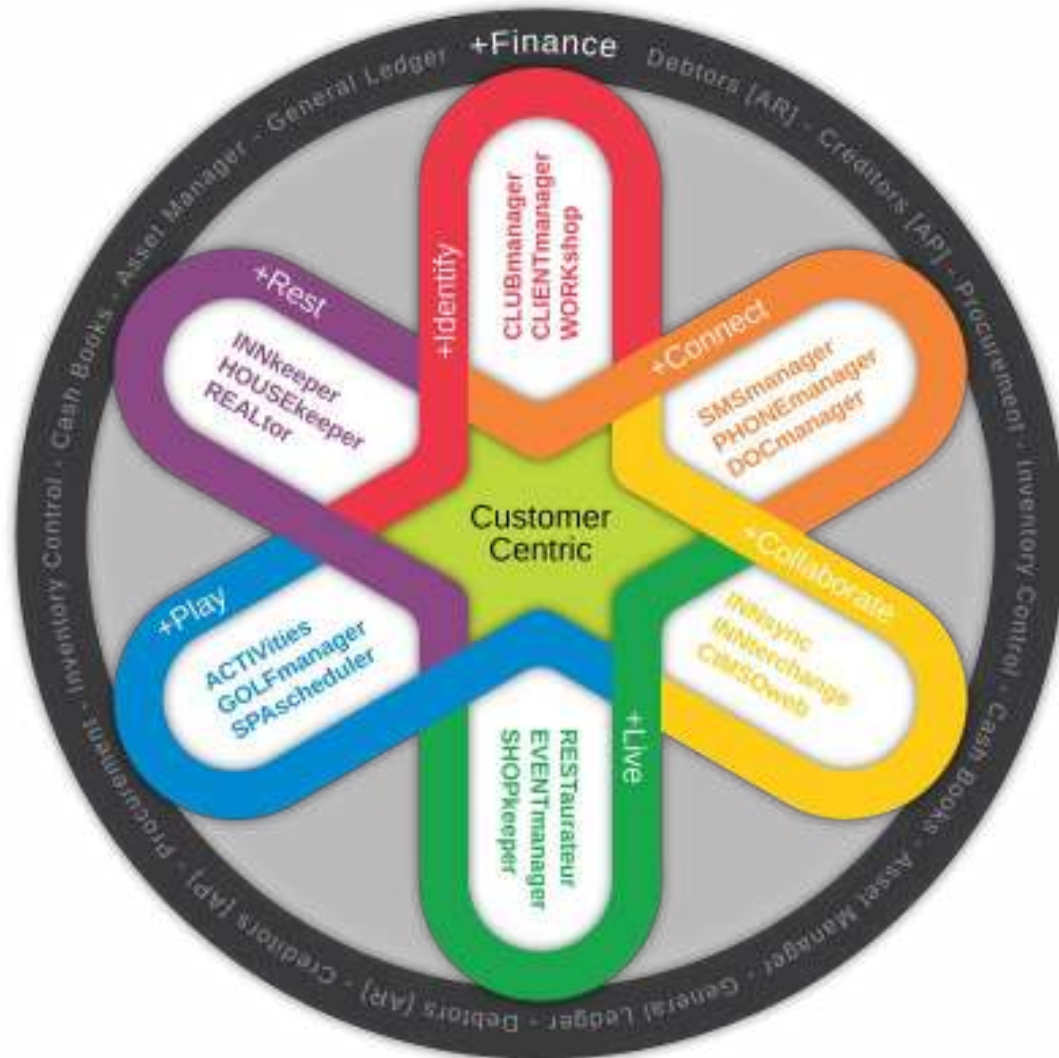 +Finance
Debtors [AR] - Creditors [AP] - Procurement - Inventory Control - Cash Books - Asset Manager - General Ledger - Debtors [AR] - Creditors [AP] - Procurement - Inventory Control - Cash Books - Asset Manager - General Ledger
+Identify
CLUBmanager
CLIENTmanager
WORKshop
+Connect
SMSmanager
PHONEmanager
DOCmanager
+Collaborate
INNsync
INNterchange
CiMSOweb
+Live
RESTaurateur
EVENTmanager
SHOPkeeper
+Play
ACTIVities
GOLFmanager
SPAscheduler
+Rest
INNkeeper
HOUSEkeeper
REALtor
Customer
Centric